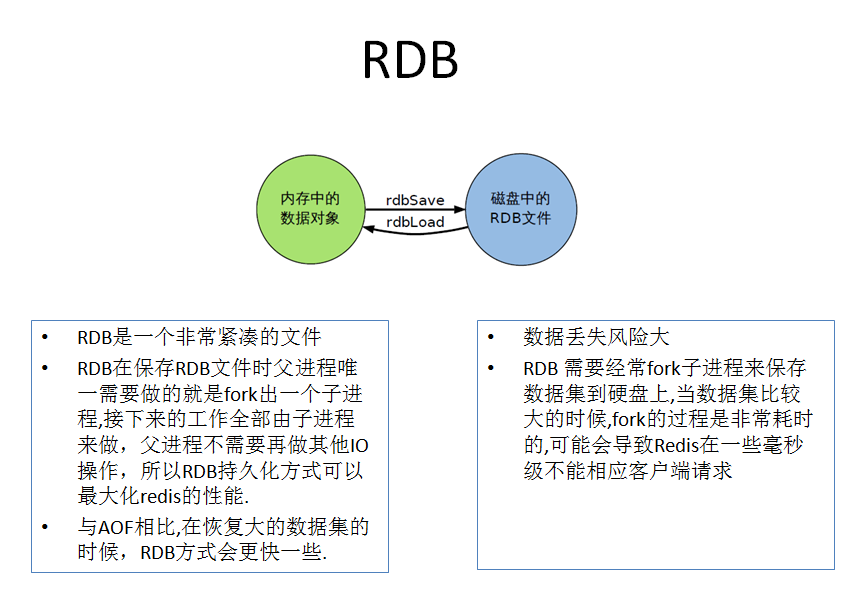 RDB
内存中的
数据对象
rdbSave
rdbLoad
磁盘中的
RDB文件
• RDB是一个非常紧凑的文件
• RDB在保存RDB文件时父进程唯
一需要做的就是fork出一个子进
程,接下来的工作全部由子进程
来做，父进程不需要再做其他IO
操作，所以RDB持久化方式可以
最大化redis的性能.
• 与AOF相比,在恢复大的数据集的
时候，RDB方式会更快一些.
• 数据丢失风险大
• RDB 需要经常fork子进程来保存
数据集到硬盘上,当数据集比较
大的时候,fork的过程是非常耗时
的,可能会导致Redis在一些毫秒
级不能相应客户端请求